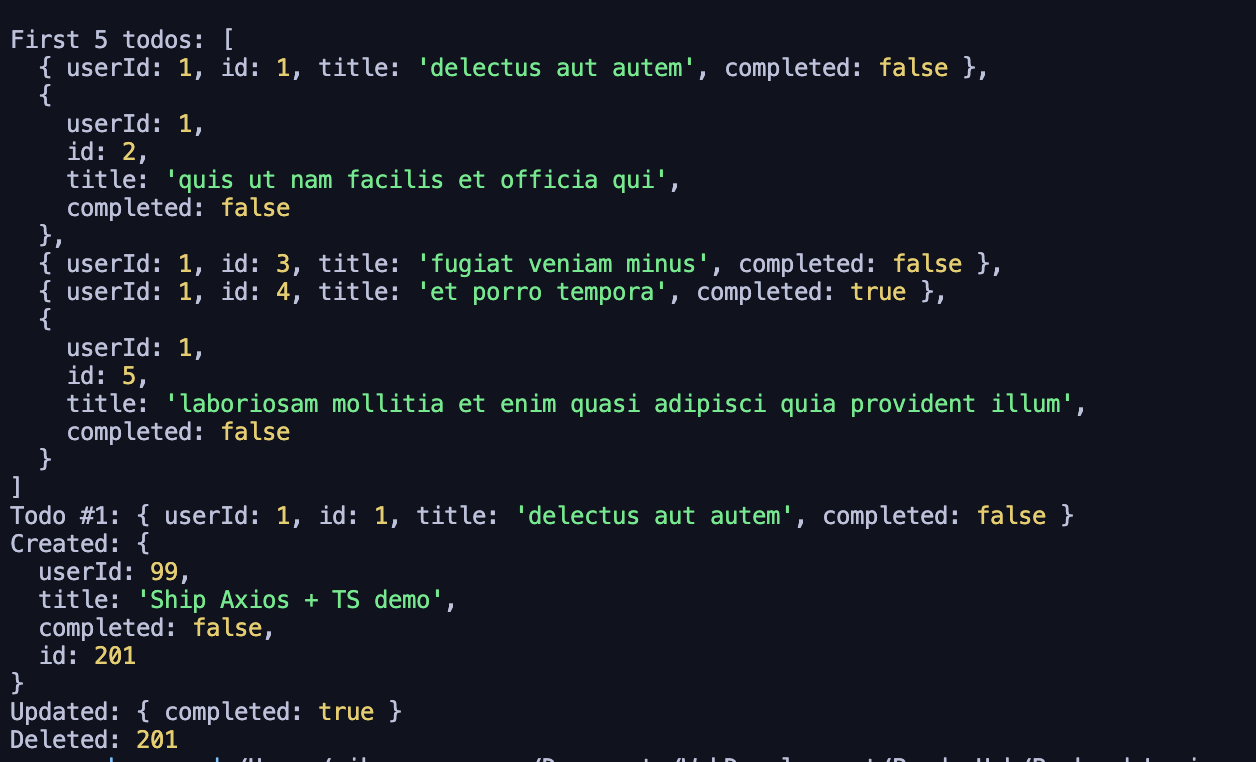 First 5 todos: [
  { userId: 1, id: 1, title: 'delectus aut autem', completed: false },
  {
    userId: 1,
    id: 2,
    title: 'quis ut nam facilis et officia qui',
    completed: false
  },
  { userId: 1, id: 3, title: 'fugiat veniam minus', completed: false },
  { userId: 1, id: 4, title: 'et porro tempora', completed: true },
  {
    userId: 1,
    id: 5,
    title: 'laboriosam mollitia et enim quasi adipisci quia provident illum',
    completed: false
  }
]
Todo #1: { userId: 1, id: 1, title: 'delectus aut autem', completed: false }
Created: {
  userId: 99,
  title: 'Ship Axios + TS demo',
  completed: false,
  id: 201
}
Updated: { completed: true }
Deleted: 201